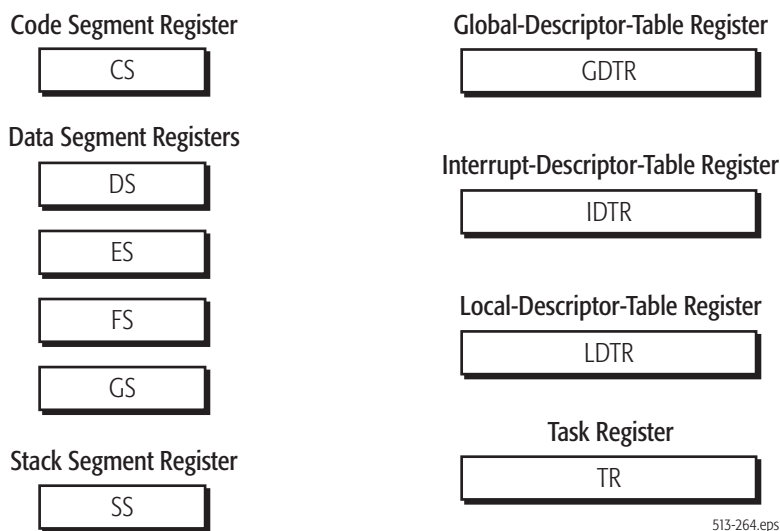 Code Segment Register
CS
Data Segment Registers
DS
ES
FS
GS
Stack Segment Register
SS
Global-Descriptor-Table Register
GDTR
Interrupt-Descriptor-Table Register
IDTR
Local-Descriptor-Table Register
LDTR
Task Register
TR
513-264.eps